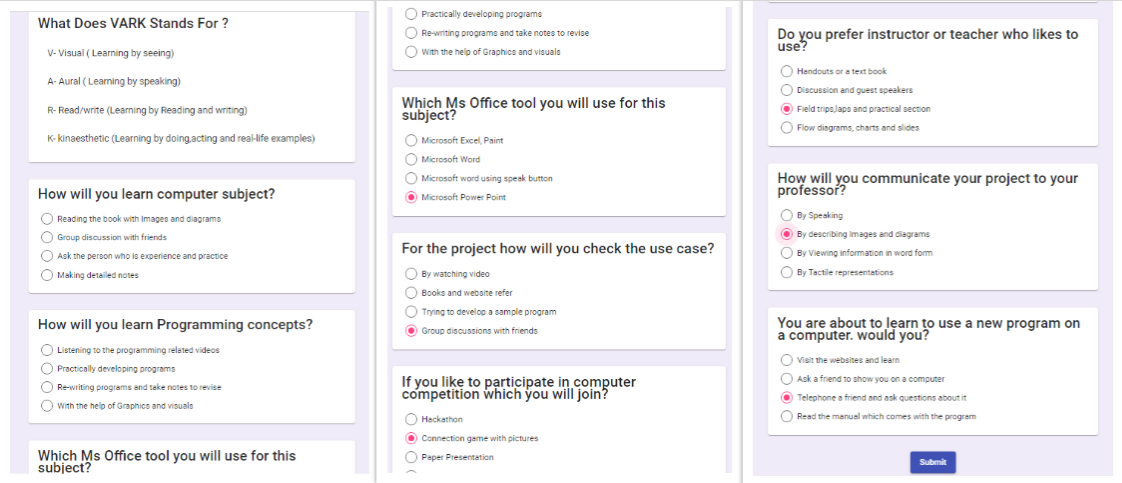 What Does VARK Stands For ?
V- Visual ( Learning by seeing)
A- Aural ( Learning by speaking)
R- Read/write (Learning by Reading and writing)
K- kinaesthetic (Learning by doing,acting and real-life examples)
How will you learn computer subject?
Reading the book with Images and diagrams
Group discussion with friends
Ask the person who is experience and practice
Making detailed notes
How will you learn Programming concepts?
Listening to the programming related videos
Practically developing programs
Re-writing programs and take notes to revise
With the help of Graphics and visuals
Which Ms Office tool you will use for this
subject?
Practically developing programs
Re-writing programs and take notes to revise
With the help of Graphics and visuals
Which Ms Office tool you will use for this
subject?
Microsoft Excel, Paint
Microsoft Word
Microsoft word using speak button
Microsoft Power Point
For the project how will you check the use case?
By watching video
Books and website refer
Trying to develop a sample program
Group discussions with friends
If you like to participate in computer
competition which you will join?
Hackathon
Connection game with pictures
Paper Presentation
Do you prefer instructor or teacher who likes to
use?
Handouts or a text book
Discussion and guest speakers
Field trips,laps and practical section
Flow diagrams, charts and slides
How will you communicate your project to your
professor?
By Speaking
By describing Images and diagrams
By Viewing information in word form
By Tactile representations
You are about to learn to use a new program on
a computer. would you?
Visit the websites and learn
Ask a friend to show you on a computer
Telephone a friend and ask questions about it
Read the manual which comes with the program
Submit